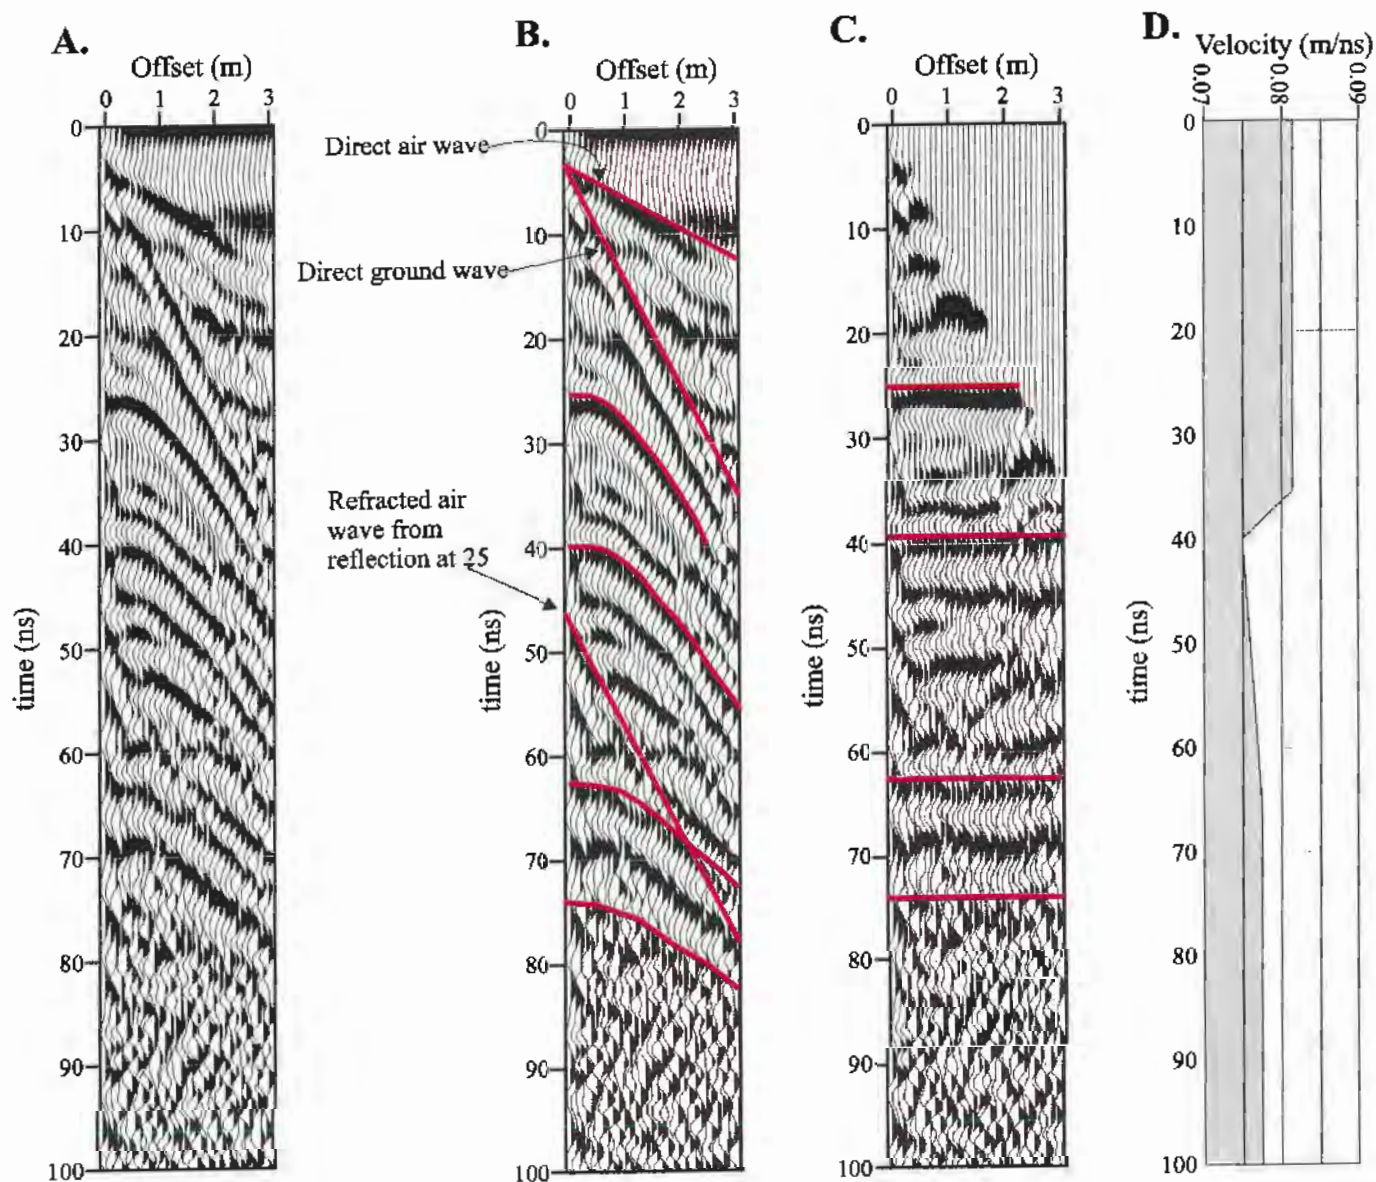 A.
Offset (m)
0 1 2 3
0
10
20
30
40
50
60
70
80
90
100
time (ns)
B.
Offset (m)
0 1 2 3
Direct air wave
Direct ground wave
Refracted air
wave from
reflection at 25
0
10
20
30
40
50
60
70
80
90
100
time (ns)
C.
Offset (m)
0 1 2 3
0
10
20
30
40
50
60
70
80
90
100
time (ns)
D.
Velocity (m/ns)
0.07 0.08 0.09
0
10
20
30
40
50
60
70
80
90
100
time (ns)